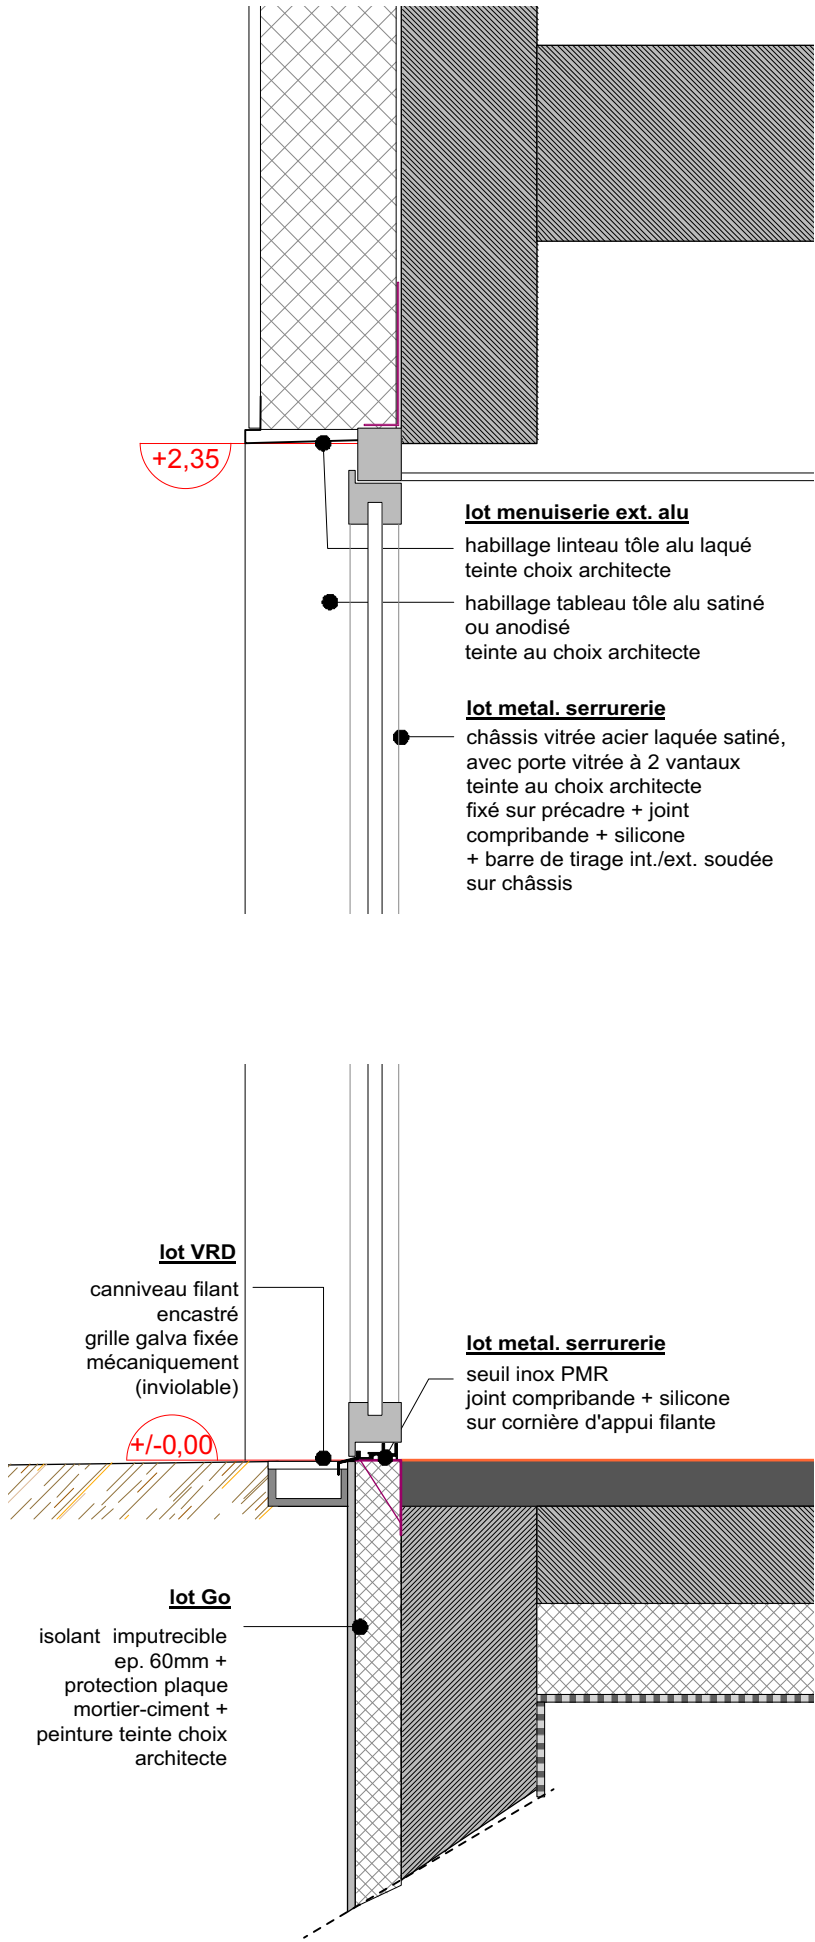 +2,35
lot menuiserie ext. alu
habillage linteau tôle alu laqué
teinte choix architecte
habillage tableau tôle alu satiné
ou anodisé
teinte au choix architecte
lot metal. serrurerie
châssis vitrée acier laquée satiné,
avec porte vitrée à 2 vantaux
teinte au choix architecte
fixé sur précadre + joint
compribande + silicone
+ barre de tirage int./ext. soudée
sur châssis
lot VRD
canniveau filant
encastré
grille galva fixée
mécaniquement
(inviolable)
lot metal. serrurerie
seuil inox PMR
joint compribande + silicone
sur cornière d'appui filante
+/-0,00
lot Go
isolant imputrecible
ep. 60mm +
protection plaque
mortier-ciment +
peinture teinte choix
architecte